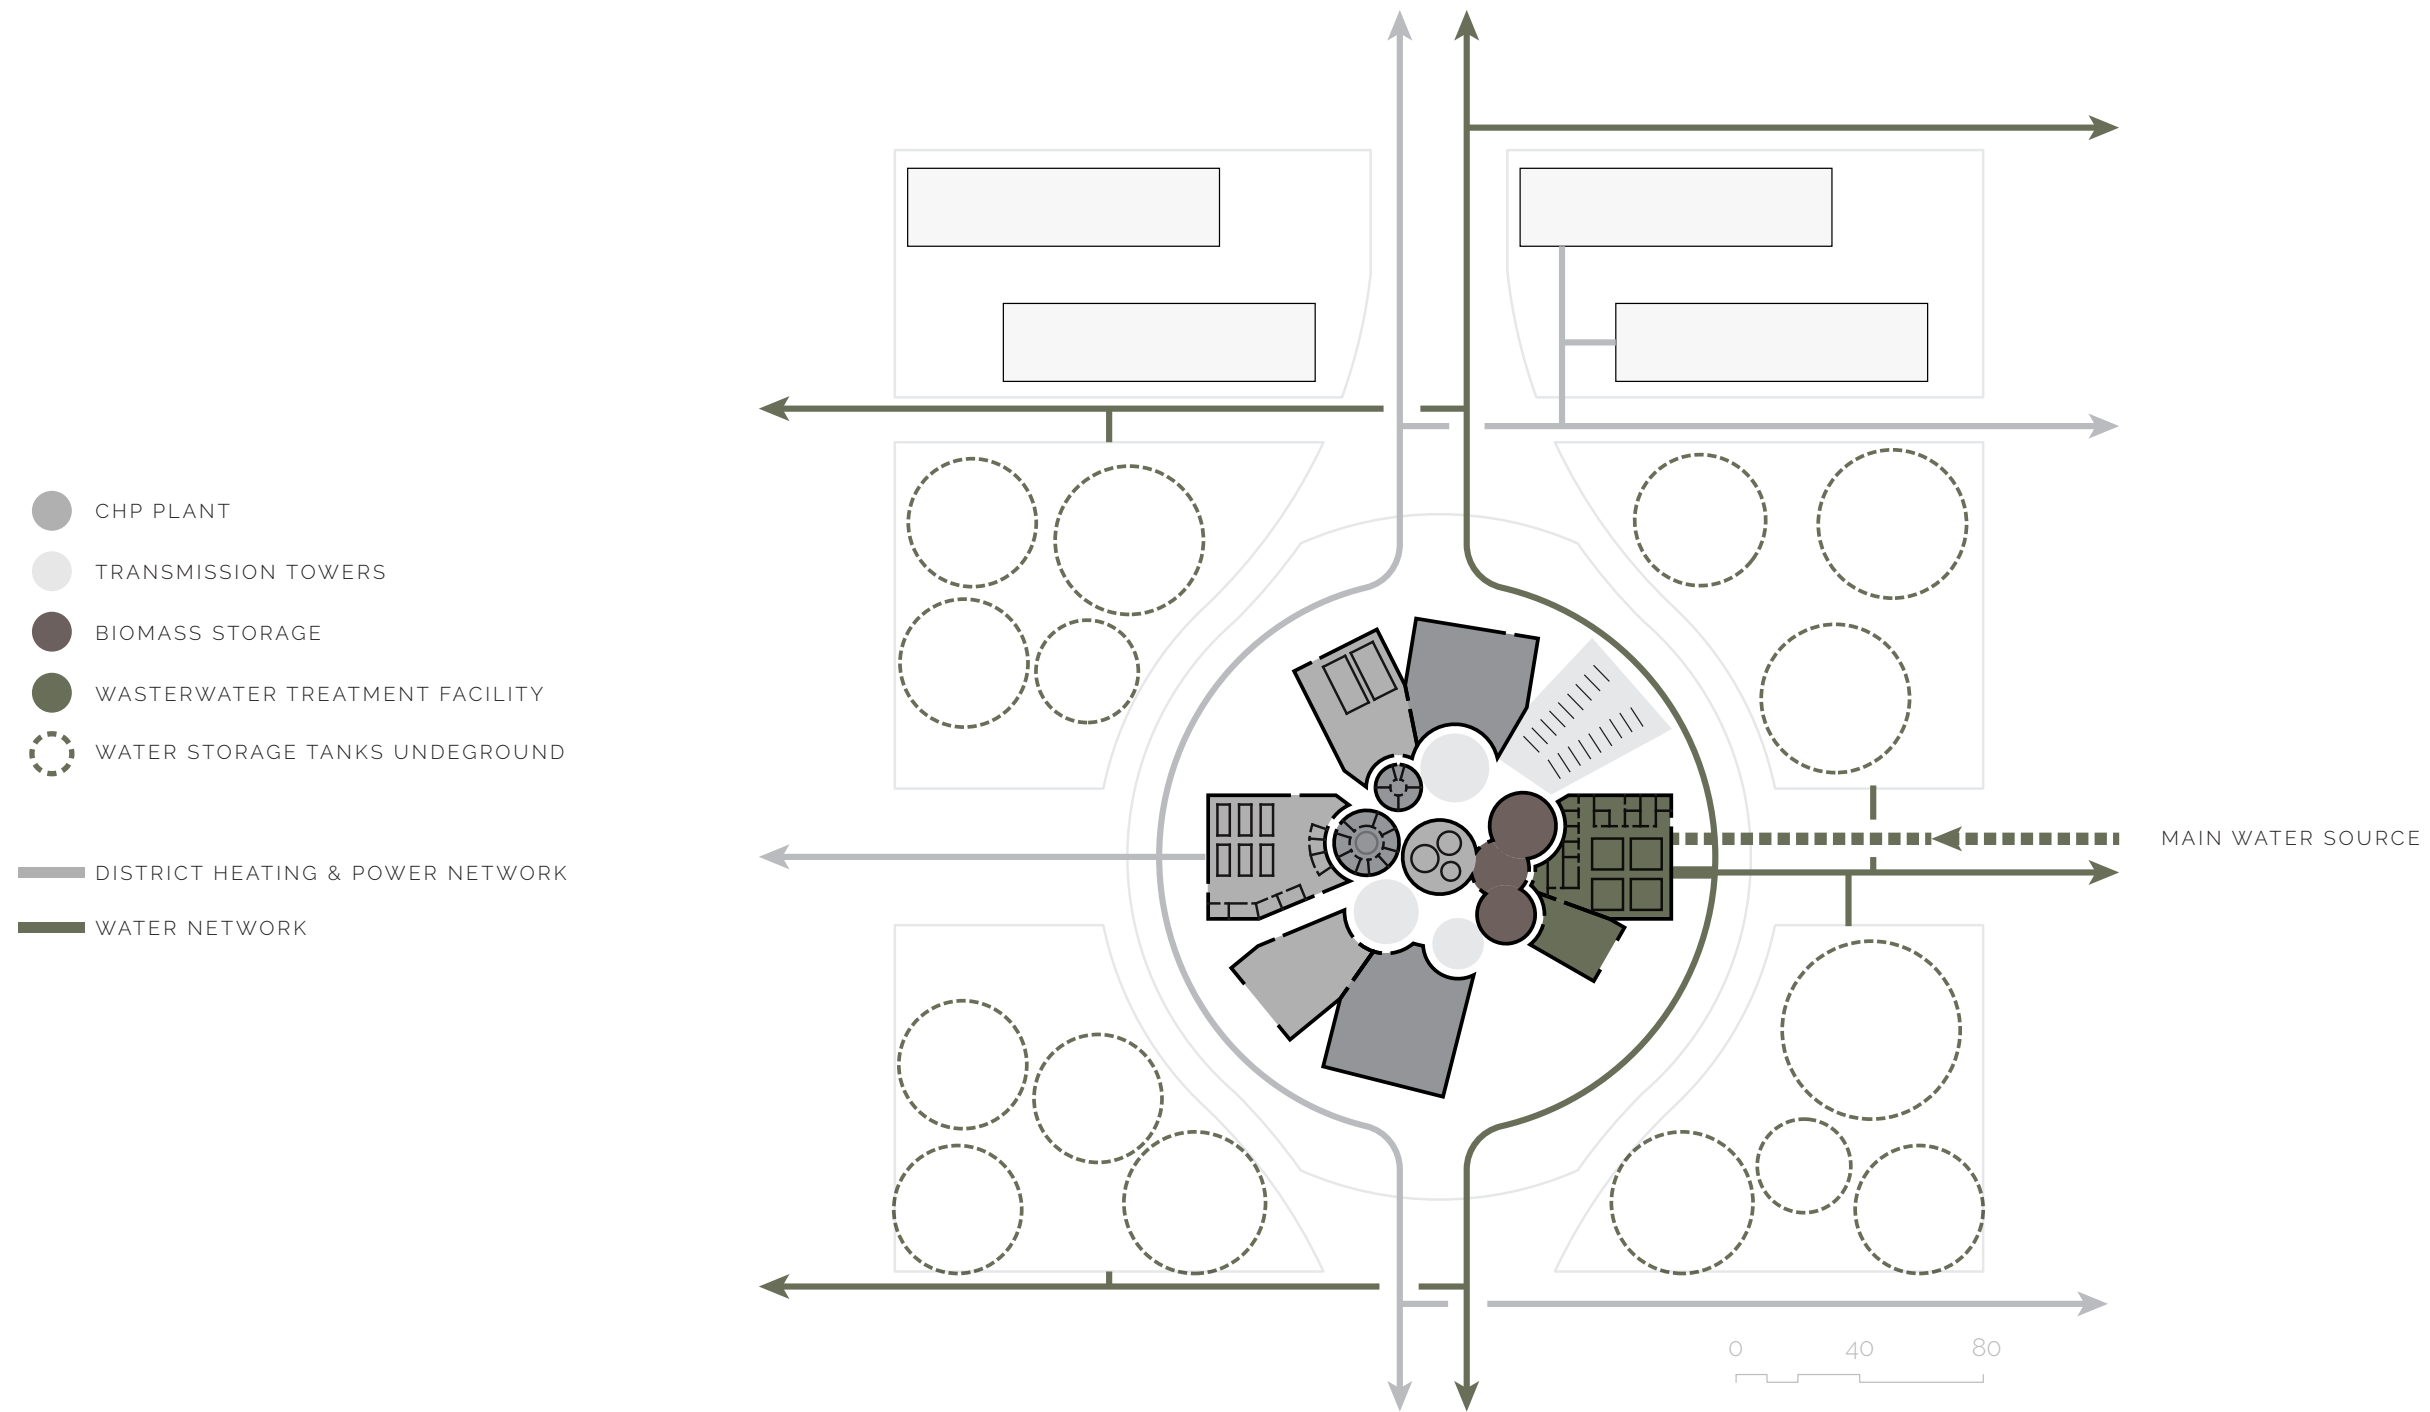 CHP PLANT
TRANSMISSION TOWERS
BIOMASS STORAGE
WASTERWATER TREATMENT FACILITY
WATER STORAGE TANKS UNDEGROUND
DISTRICT HEATING & POWER NETWORK
WATER NETWORK
MAIN WATER SOURCE
0 40 80